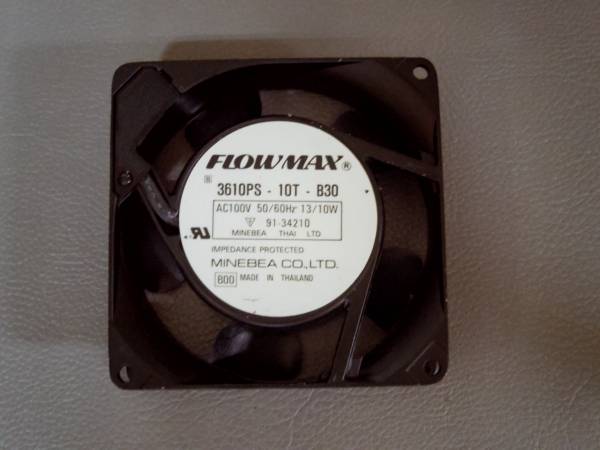 FLOWMAX®
3610PS - 10T - B30
AC100V 50/60Hz 13/10W
91-34210
MINEBEA THAI LTD
IMPEDANCE PROTECTED
MINEBEA CO.,LTD.
B00 MADE IN THAILAND